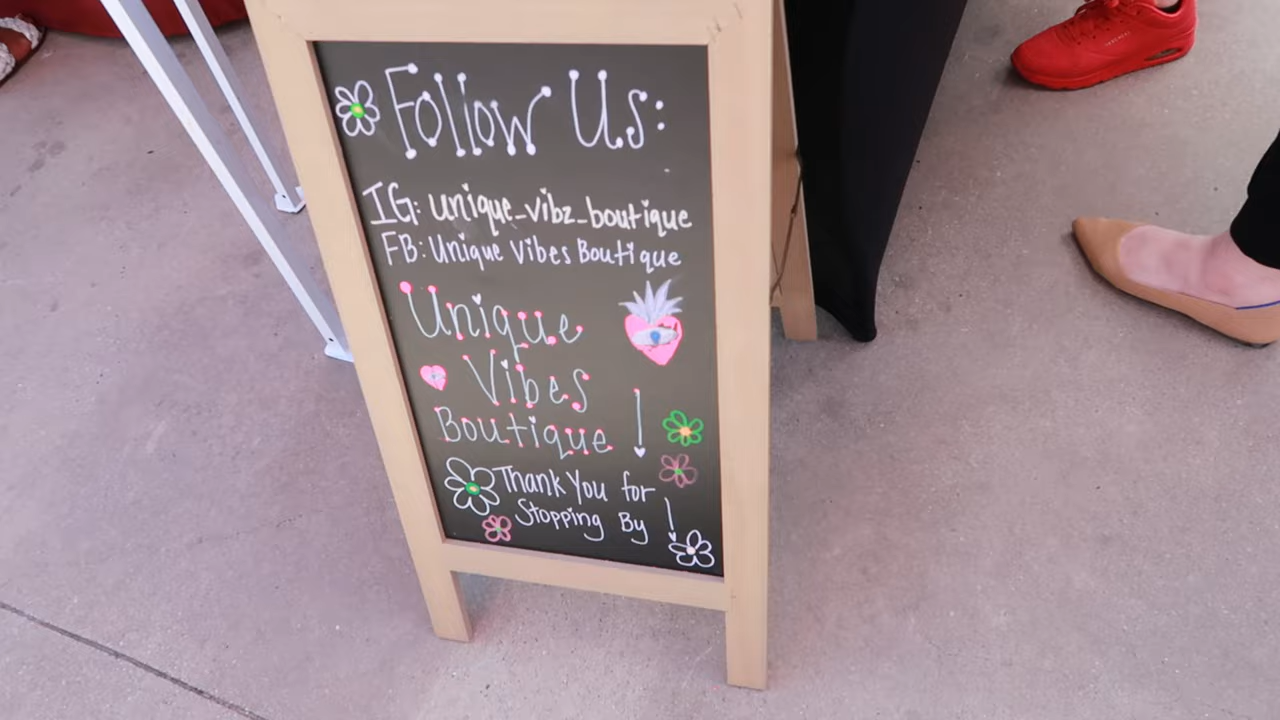 Follow Us:
IG: unique_vibz_boutique
FB: Unique Vibes Boutique
Unique
Vibes
Boutique!
Thank You for
Stopping By!